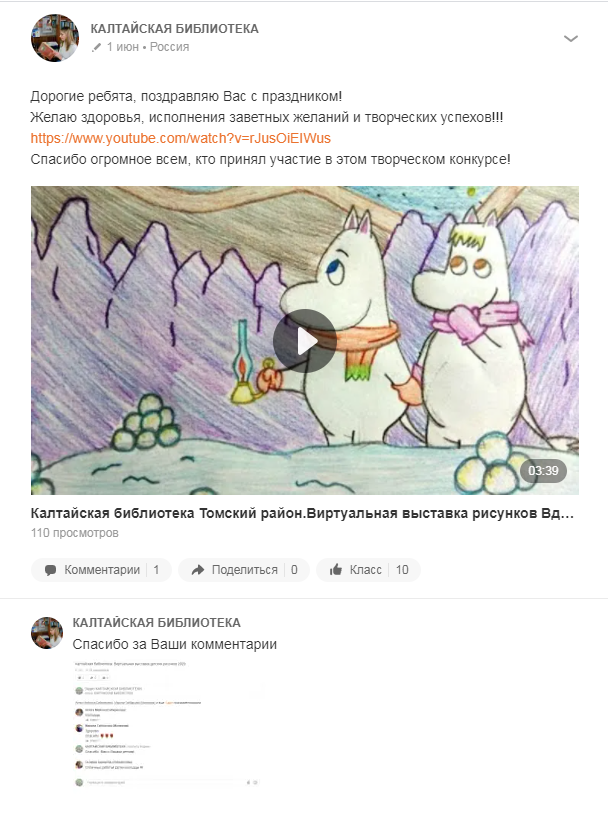 КАЛТАЙСКАЯ БИБЛИОТЕКА
1 июн • Россия
Дорогие ребята, поздравляю Вас с праздником!
Желаю здоровья, исполнения заветных желаний и творческих успехов!!!
https://www.youtube.com/watch?v=rJusOiEIWus
Спасибо огромное всем, кто принял участие в этом творческом конкурсе!
03:39
Калтайская библиотека Томский район.Виртуальная выставка рисунков Вд...
110 просмотров
Комментарии 1 Поделиться 0 Класс 10
КАЛТАЙСКАЯ БИБЛИОТЕКА
Спасибо за Ваши комментарии